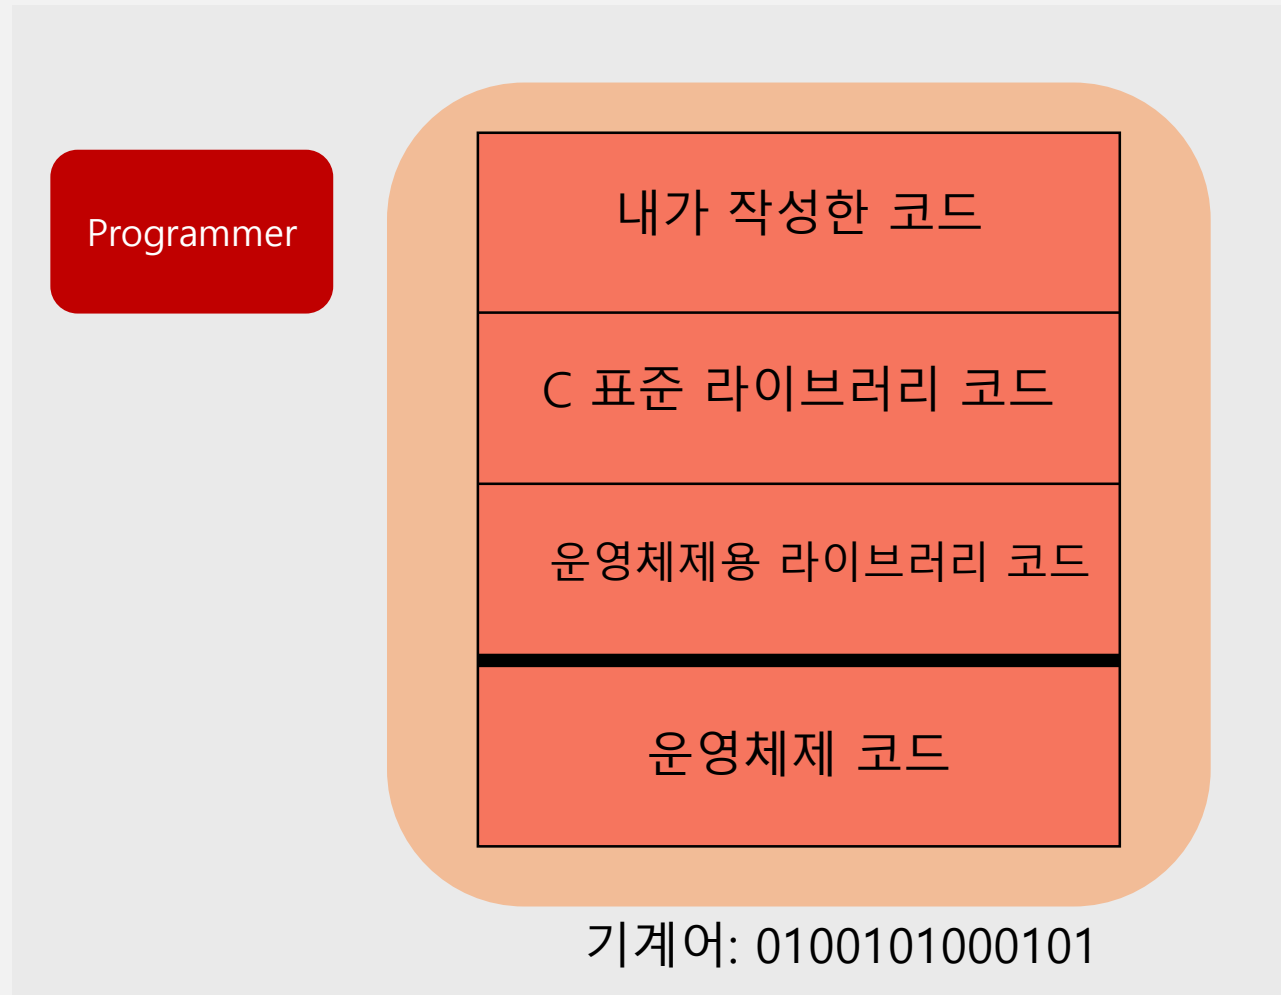 Programmer
내가 작성한 코드
C 표준 라이브러리 코드
운영체제용 라이브러리 코드
운영체제 코드
기계어: 0100101000101